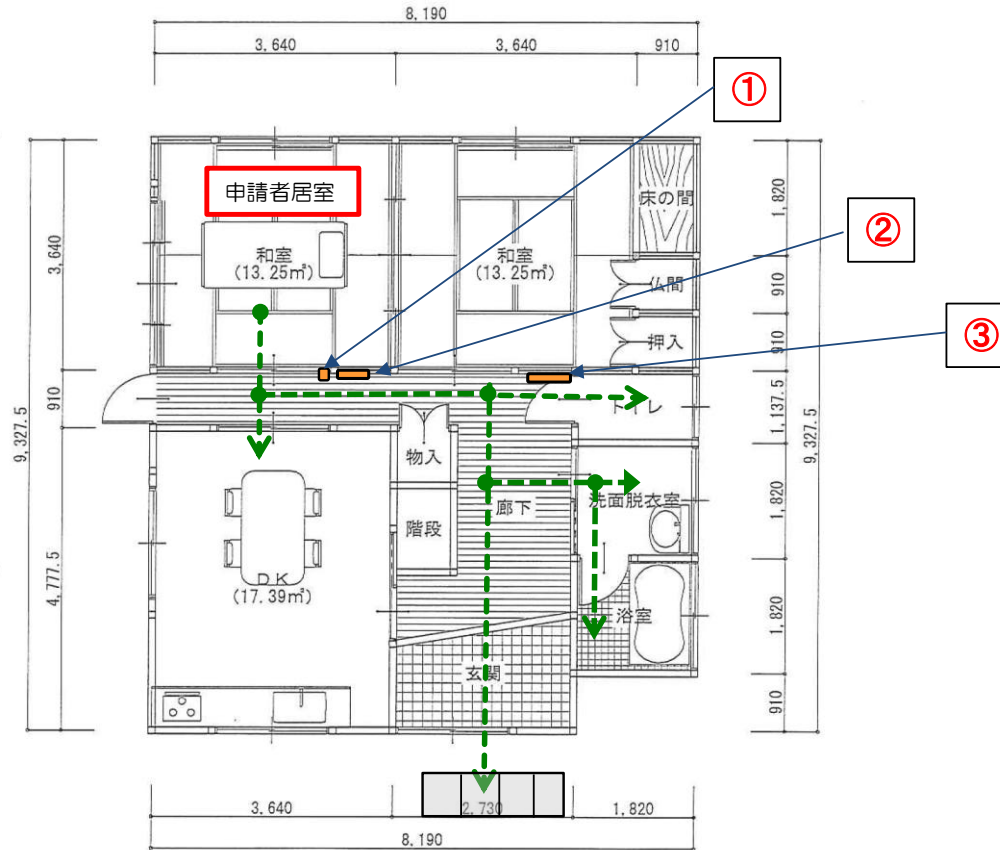 8,190
3,640
3,640
910
①
申請者居室
床の間
1,820
②
3,640
和室
(13.25㎡)
和室
(13.25㎡)
仏間
910
押入
910
③
9,327.5
910
トイレ
1,137.5
9,327.5
物入
廊下
洗面脱衣室
1,820
階段
4,777.5
DK
(17.39㎡)
浴室
1,820
玄関
910
3,640
2,730
1,820
8,190